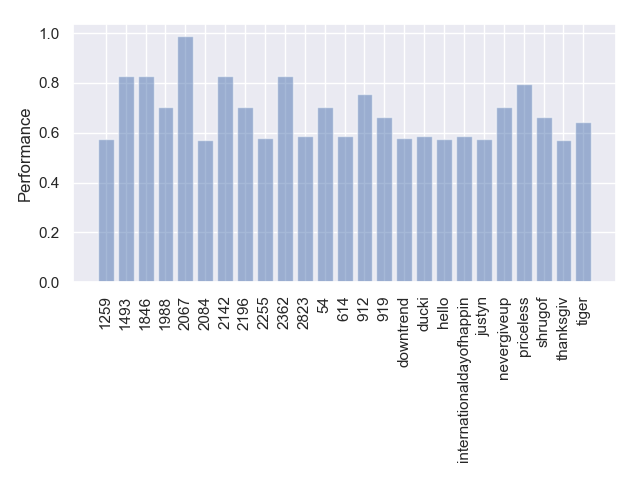 Performance
1.0
0.8
0.6
0.4
0.2
0.0
1259
1493
1846
1988
2067
2084
2142
2196
2255
2362
2823
54
614
912
919
downtrend
ducki
hello
internationaldayofhappin
justyn
nevergiveup
priceless
shrugof
thanksgiv
tiger